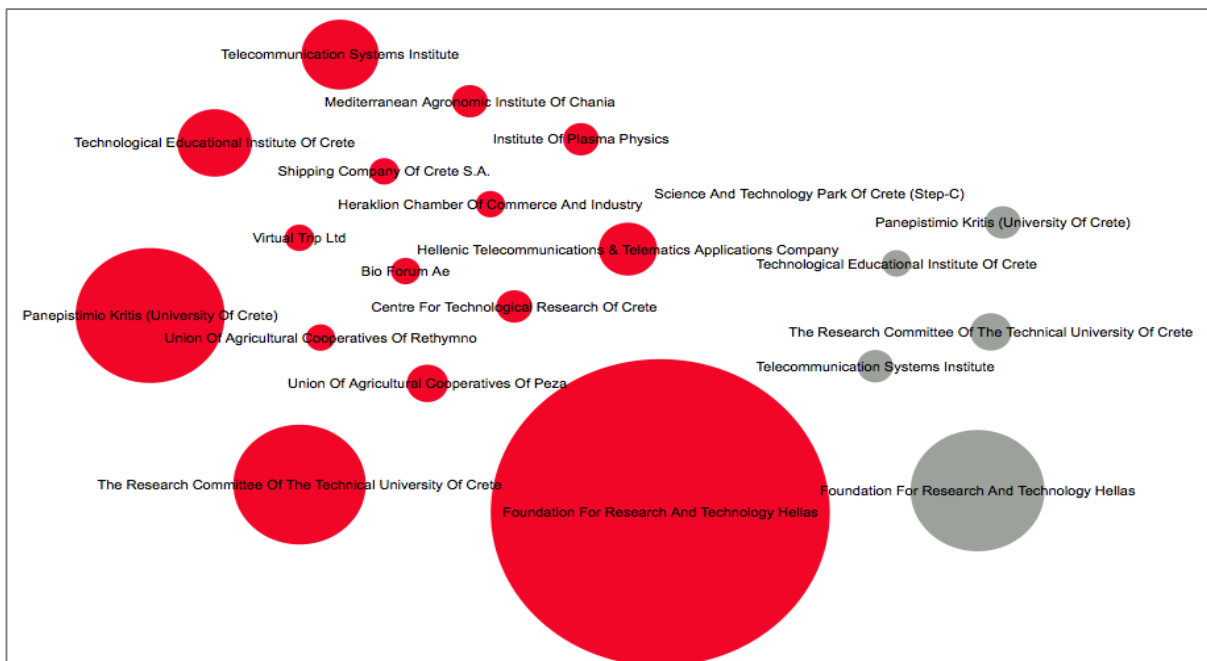 Telecommunication Systems Institute
Mediterranean Agronomic Institute Of Chania
Technological Educational Institute Of Crete
Institute Of Plasma Physics
Shipping Company Of Crete S.A.
Science And Technology Park Of Crete (Step-C)
Heraklion Chamber Of Commerce And Industry
Panepistimio Kritis (University Of Crete)
Virtual Trip Ltd
Hellenic Telecommunications & Telematics Applications Company
Technological Educational Institute Of Crete
Bio Forum Ae
Centre For Technological Research Of Crete
Panepistimio Kritis (University Of Crete)
The Research Committee Of The Technical University Of Crete
Union Of Agricultural Cooperatives Of Rethymno
Telecommunication Systems Institute
Union Of Agricultural Cooperatives Of Peza
The Research Committee Of The Technical University Of Crete
Foundation For Research And Technology Hellas
Foundation For Research And Technology Hellas